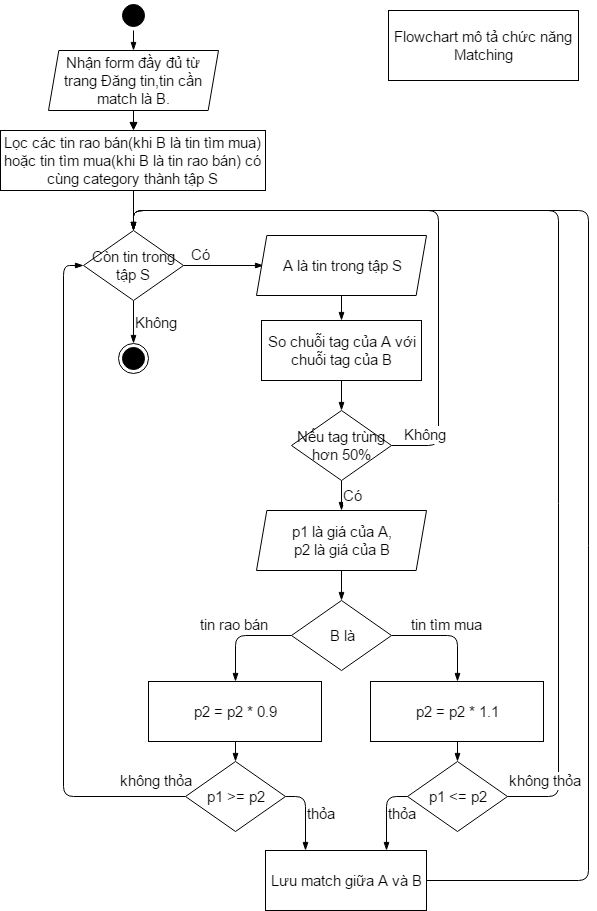 Flowchart mô tả chức năng
Matching
Nhận form đầy đủ từ
trang Đăng tin,tin cần
match là B.
Lọc các tin rao bán(khi B là tin tìm mua)
hoặc tin tìm mua(khi B là tin rao bán) có
cùng category thành tập S
Còn tin trong
tập S
Có
A là tin trong tập S
Không
So chuỗi tag của A với
chuỗi tag của B
Nếu tag trùng
hơn 50%
Không
Có
p1 là giá của A,
p2 là giá của B
B là
tin rao bán
tin tìm mua
p2 = p2 * 0.9
p2 = p2 * 1.1
p1 >= p2
không thỏa
thỏa
p1 <= p2
không thỏa
thỏa
Lưu match giữa A và B